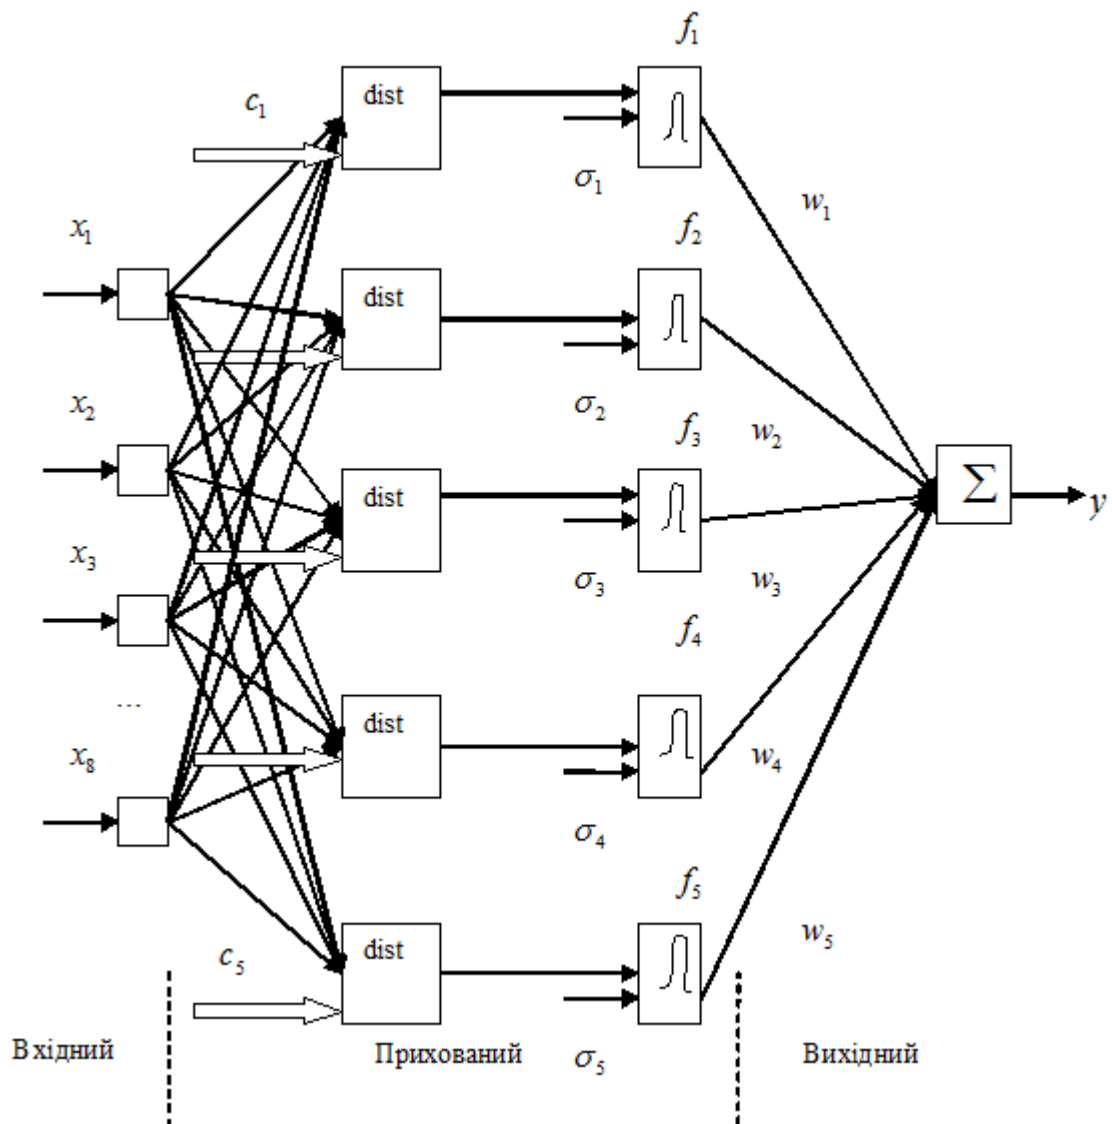 f₁
dist
c₁
σ₁
w₁
x₁
f₂
dist
x₂
σ₂
f₃
w₂
dist
Σ
y
x₃
σ₃
w₃
f₄
...
dist
x₈
w₄
σ₄
f₅
dist
w₅
c₅
Вхідний
Прихований
σ₅
Вихідний